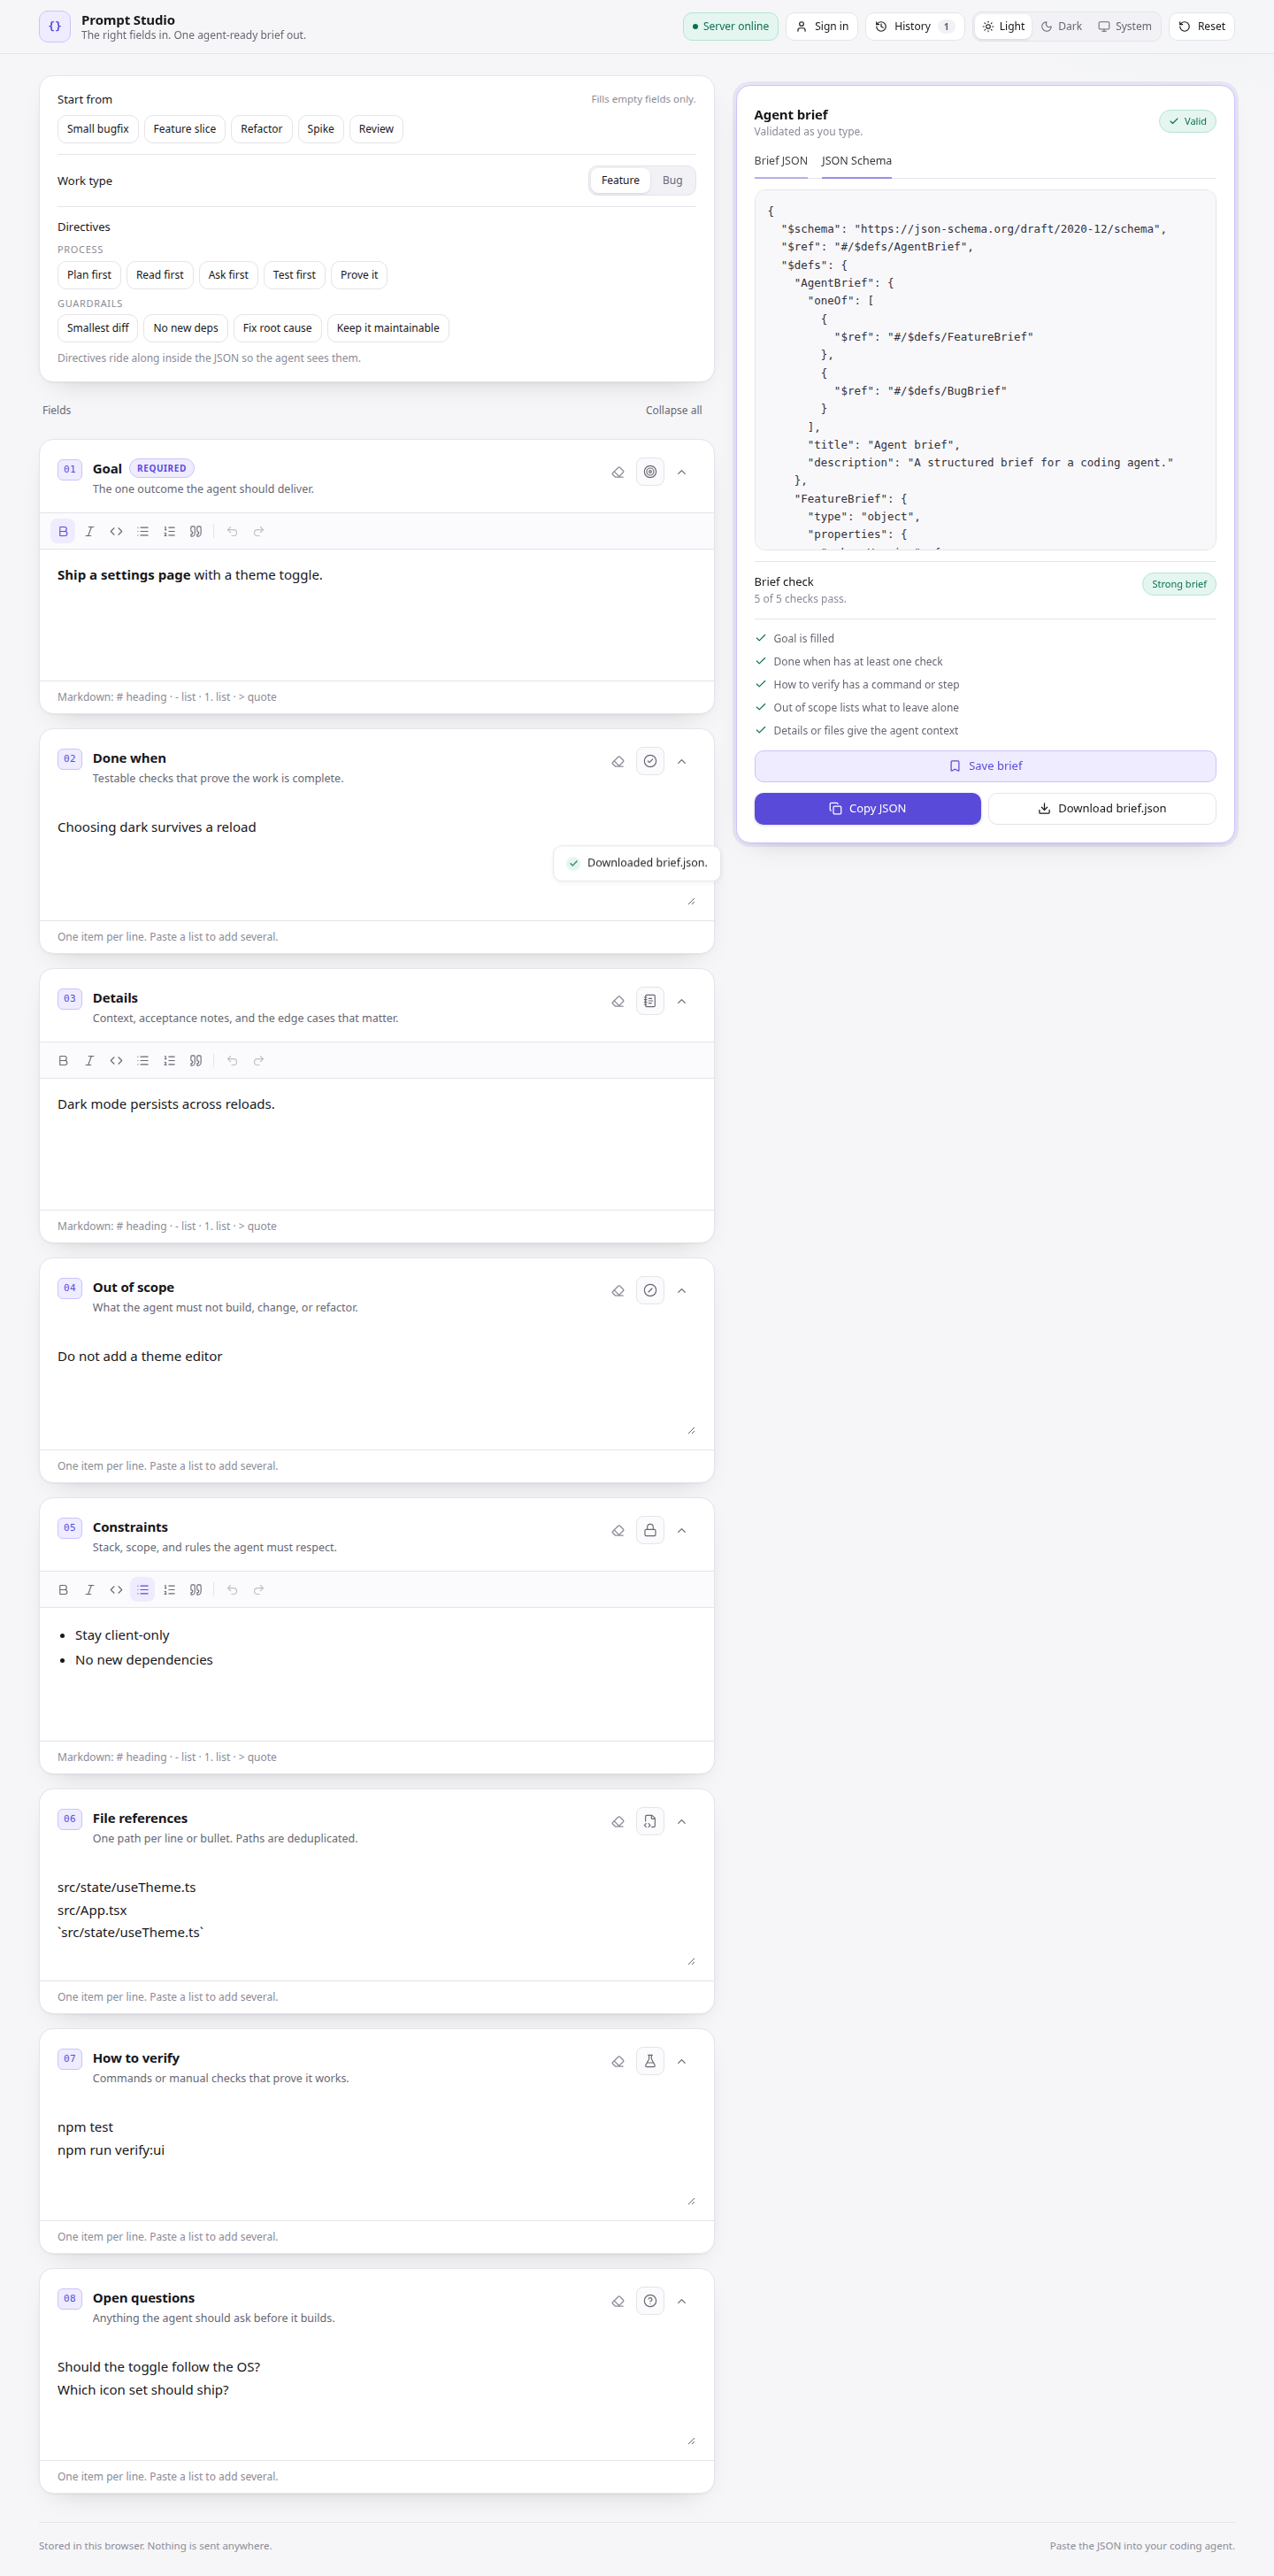 {} Prompt Studio
The right fields in. One agent-ready brief out.
Server online
Sign in
History 1
Light Dark System
Reset
Start from
Fills empty fields only.
Small bugfix Feature slice Refactor Spike Review
Work type
Feature Bug
Directives
PROCESS
Plan first Read first Ask first Test first Prove it
GUARDRAILS
Smallest diff No new deps Fix root cause Keep it maintainable
Directives ride along inside the JSON so the agent sees them.
Fields
Collapse all
01 Goal REQUIRED
The one outcome the agent should deliver.
Ship a settings page with a theme toggle.
Markdown: # heading · - list · 1. list · > quote
02 Done when
Testable checks that prove the work is complete.
Choosing dark survives a reload
Downloaded brief.json.
One item per line. Paste a list to add several.
03 Details
Context, acceptance notes, and the edge cases that matter.
Dark mode persists across reloads.
Markdown: # heading · - list · 1. list · > quote
04 Out of scope
What the agent must not build, change, or refactor.
Do not add a theme editor
One item per line. Paste a list to add several.
05 Constraints
Stack, scope, and rules the agent must respect.
• Stay client-only
• No new dependencies
Markdown: # heading · - list · 1. list · > quote
06 File references
One path per line or bullet. Paths are deduplicated.
src/state/useTheme.ts
src/App.tsx
`src/state/useTheme.ts`
One item per line. Paste a list to add several.
07 How to verify
Commands or manual checks that prove it works.
npm test
npm run verify:ui
One item per line. Paste a list to add several.
08 Open questions
Anything the agent should ask before it builds.
Should the toggle follow the OS?
Which icon set should ship?
One item per line. Paste a list to add several.
Agent brief
Validated as you type.
Valid
Brief JSON JSON Schema
{
"$schema": "https://json-schema.org/draft/2020-12/schema",
"$ref": "#/$defs/AgentBrief",
"$defs": {
"AgentBrief": {
"oneOf": [
{
"$ref": "#/$defs/FeatureBrief"
},
{
"$ref": "#/$defs/BugBrief"
}
],
"title": "Agent brief",
"description": "A structured brief for a coding agent."
},
"FeatureBrief": {
"type": "object",
"properties": {
Brief check
5 of 5 checks pass.
Strong brief
Goal is filled
Done when has at least one check
How to verify has a command or step
Out of scope lists what to leave alone
Details or files give the agent context
Save brief
Copy JSON
Download brief.json
Stored in this browser. Nothing is sent anywhere.
Paste the JSON into your coding agent.